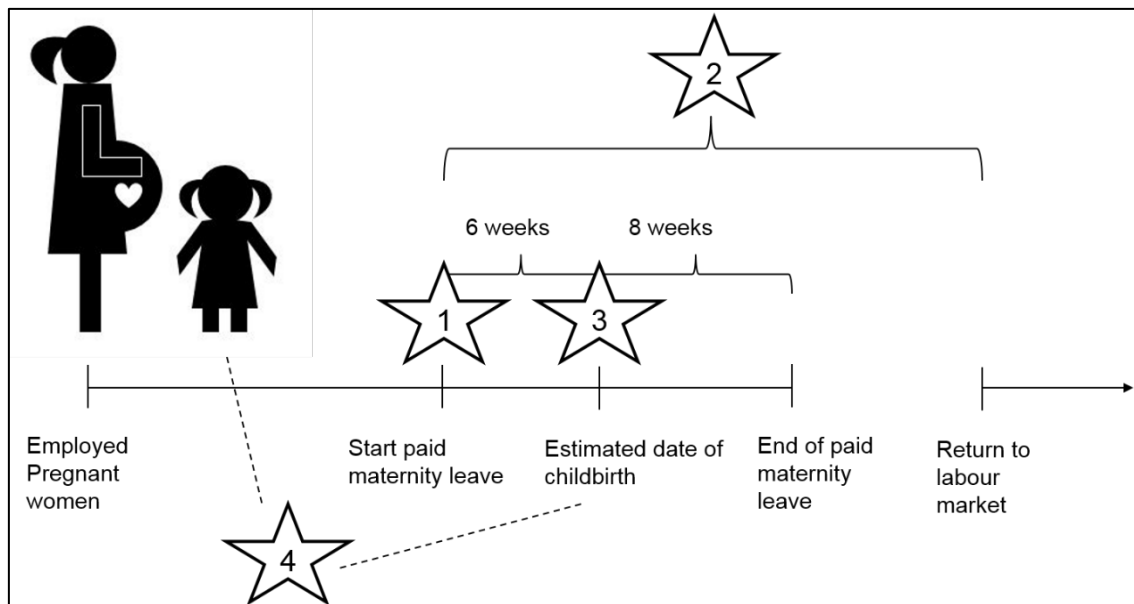 2
6 weeks
8 weeks
1
3
Employed
Pregnant
women
Start paid
maternity leave
Estimated date of
childbirth
End of paid
maternity
leave
Return to
labour
market
4